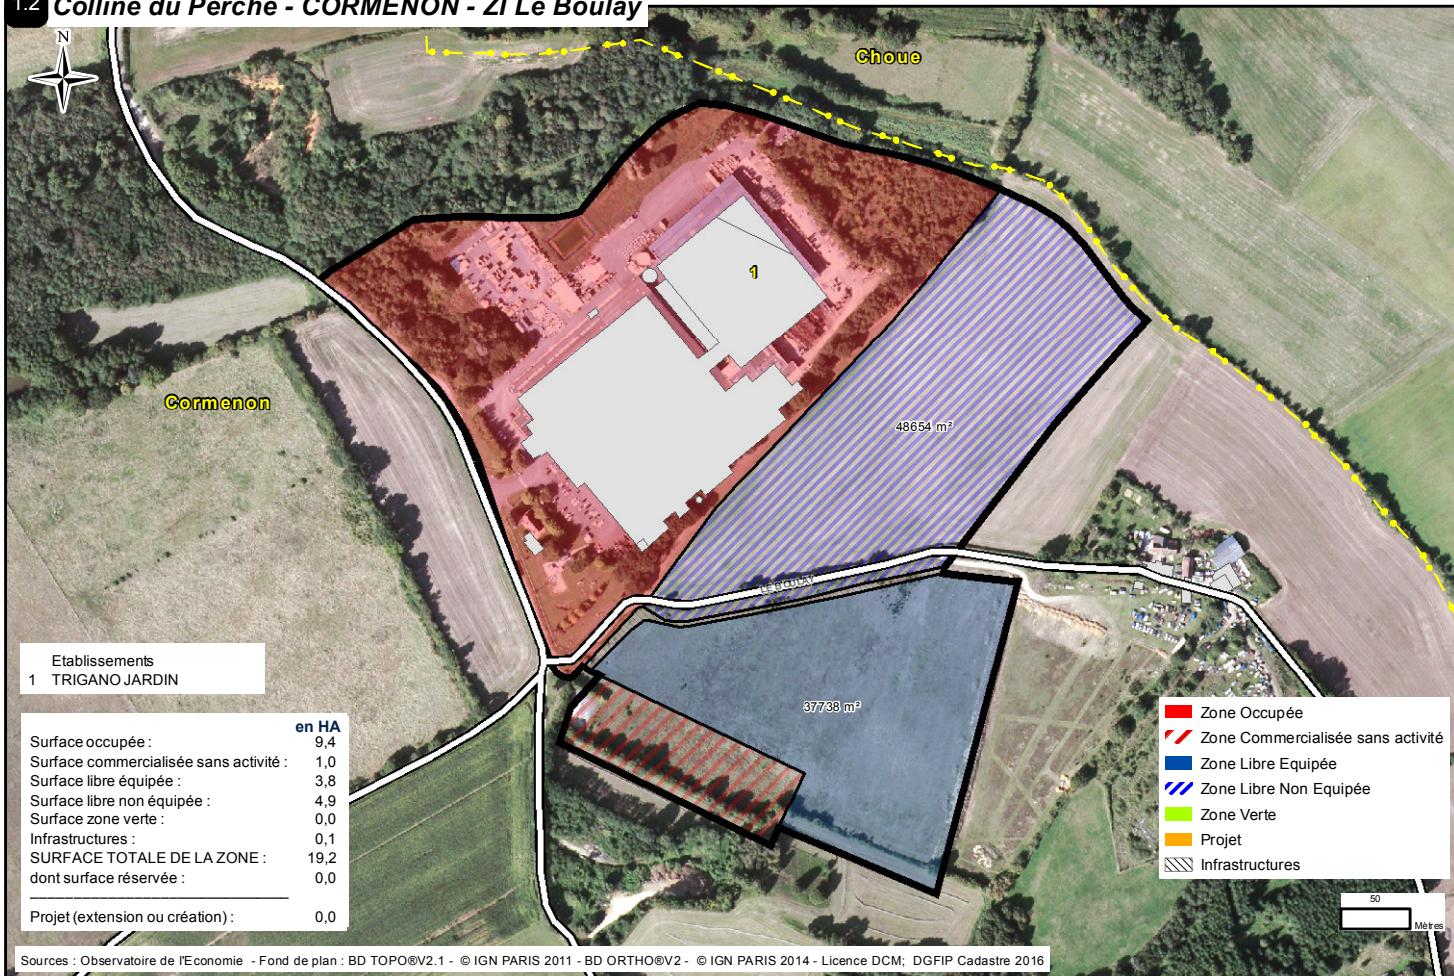 1.2 Colline du Perche - CORMENON - ZI Le Boulay
N
Choue
1
Cormenon
48654 m²
LE BOULAY
37738 m²
Etablissements
1 TRIGANO JARDIN
en HA
Surface occupée : 9,4
Surface commercialisée sans activité : 1,0
Surface libre équipée : 3,8
Surface libre non équipée : 4,9
Surface zone verte : 0,0
Infrastructures : 0,1
SURFACE TOTALE DE LA ZONE : 19,2
dont surface réservée : 0,0
Projet (extension ou création) : 0,0
Zone Occupée
Zone Commercialisée sans activité
Zone Libre Equipée
Zone Libre Non Equipée
Zone Verte
Projet
Infrastructures
50
Mètres
Sources : Observatoire de l'Economie - Fond de plan : BD TOPO®V2.1 - © IGN PARIS 2011 - BD ORTHO®V2 - © IGN PARIS 2014 - Licence DCM; DGFIP Cadastre 2016